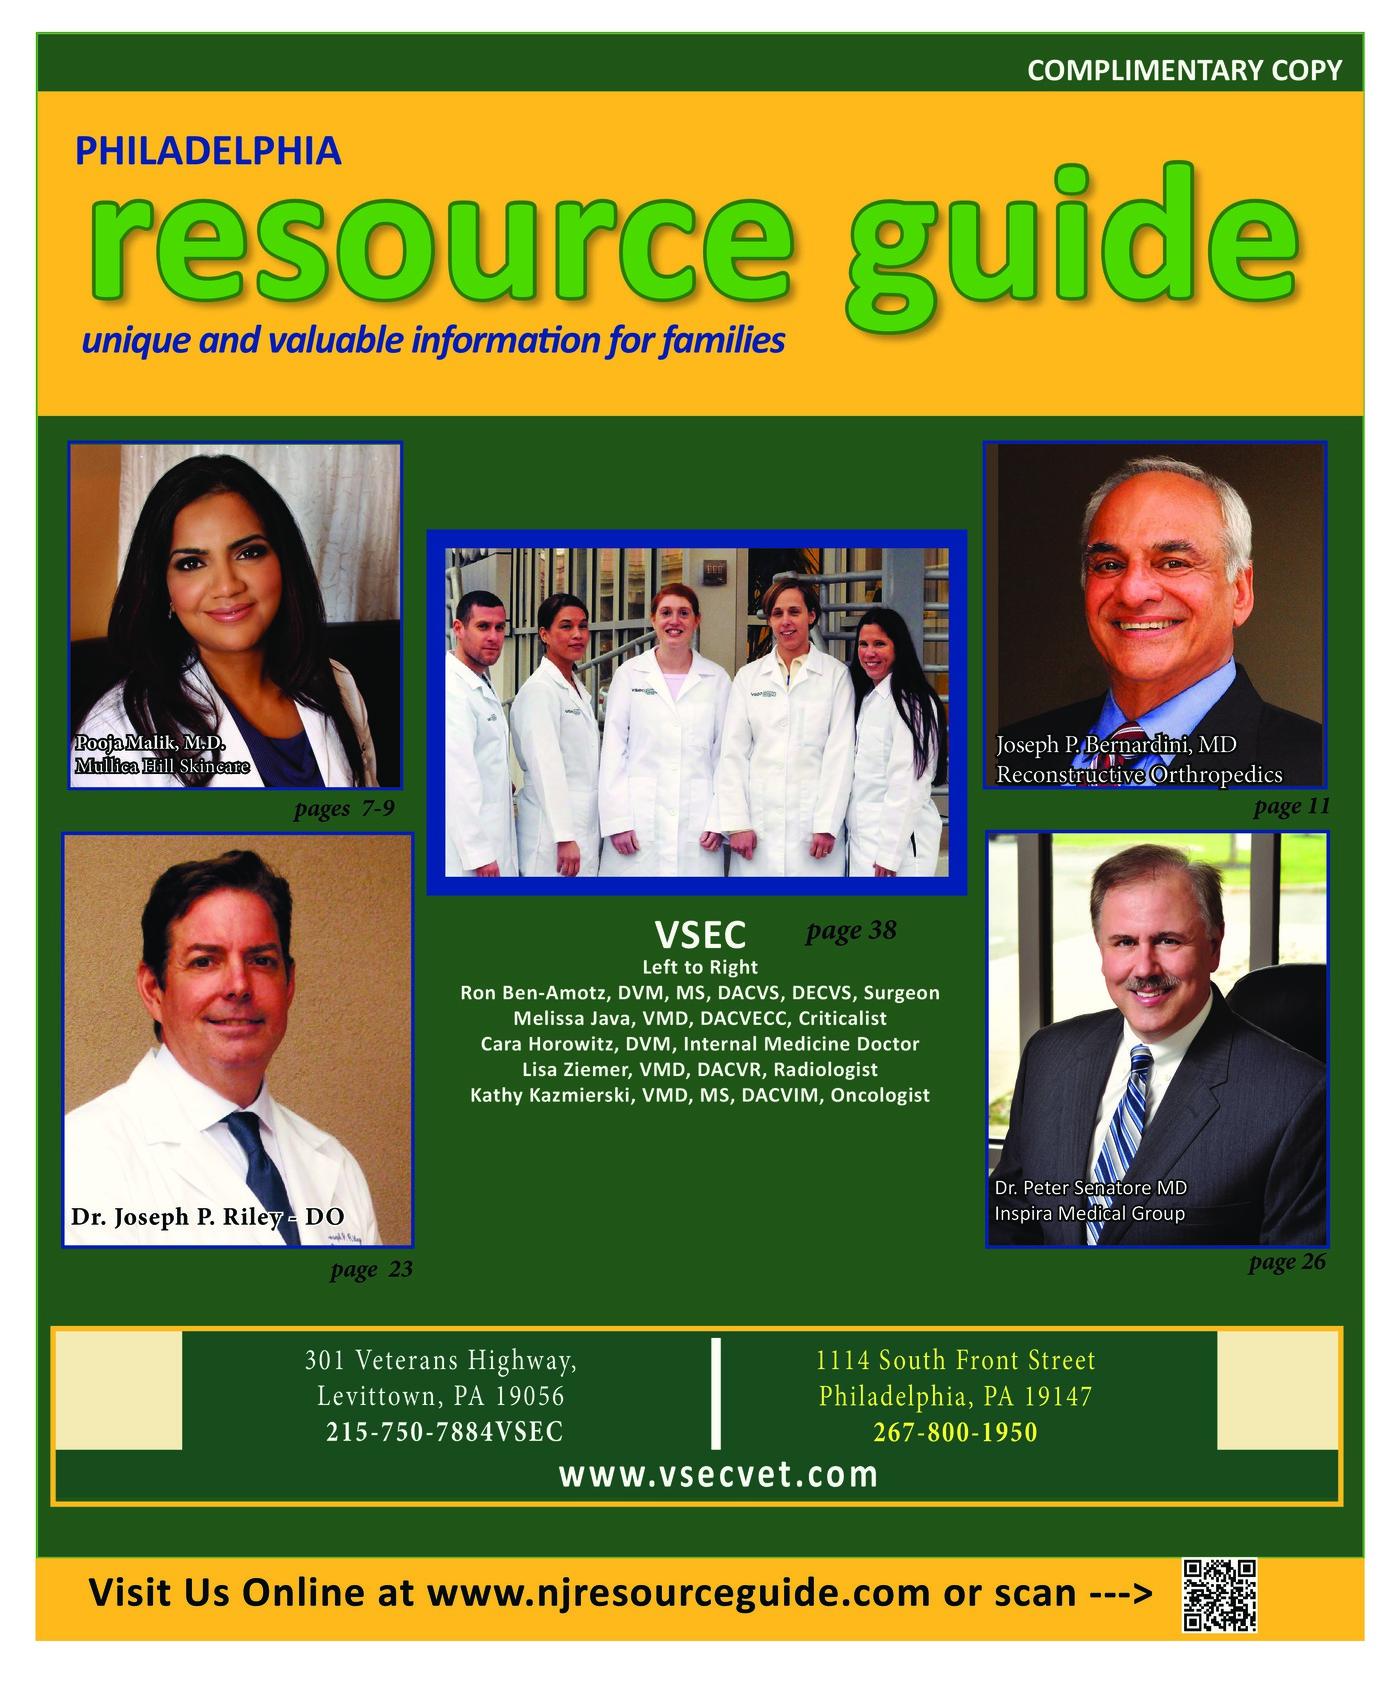 COMPLIMENTARY COPY
PHILADELPHIA
resource guide
unique and valuable information for families
Pooja Malik, M.D.
Mullica Hill Skincare
pages 7-9
Joseph P. Bernardini, MD
Reconstructive Orthropedics
page 11
VSEC page 38
Left to Right
Ron Ben-Amotz, DVM, MS, DACVS, DECVS, Surgeon
Melissa Java, VMD, DACVECC, Criticalist
Cara Horowitz, DVM, Internal Medicine Doctor
Lisa Ziemer, VMD, DACVR, Radiologist
Kathy Kazmierski, VMD, MS, DACVIM, Oncologist
Dr. Joseph P. Riley - DO
page 23
Dr. Peter Senatore MD
Inspira Medical Group
page 26
301 Veterans Highway,
Levittown, PA 19056
215-750-7884VSEC
1114 South Front Street
Philadelphia, PA 19147
267-800-1950
www.vsecvet.com
Visit Us Online at www.njresourceguide.com or scan --->